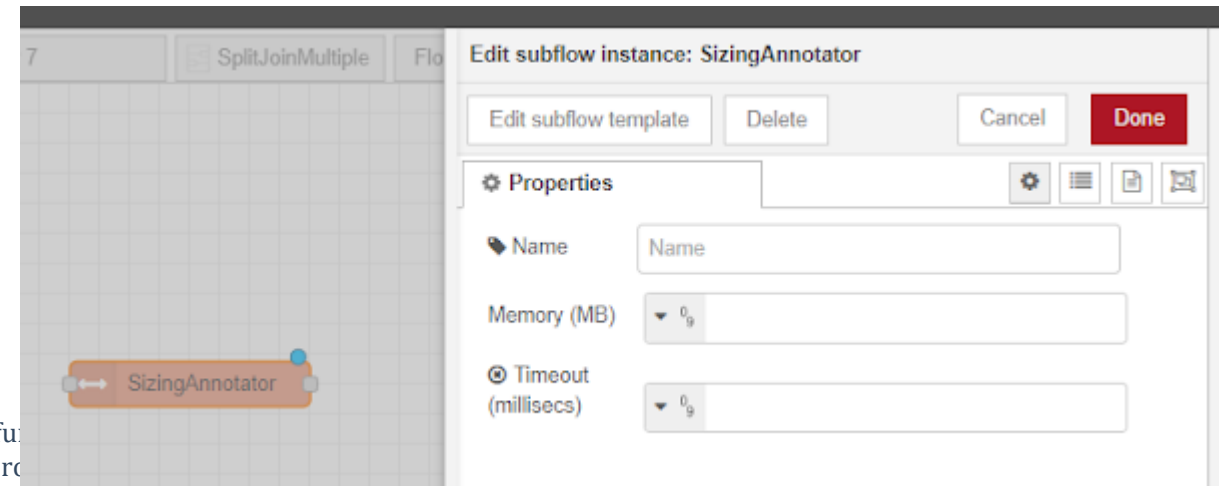 7
SplitJoinMultiple
Edit subflow instance: SizingAnnotator
Edit subflow template
Delete
Cancel
Done
Properties
Name
Name
Memory (MB)
0 9
Timeout
(millisecs)
0 9
SizingAnnotator